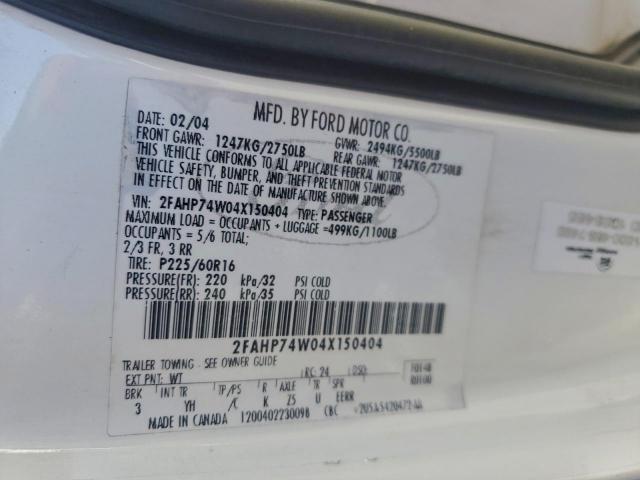 MFD. BY FORD MOTOR CO.
DATE: 02/04 GVWR: 2494KG/5500LB
FRONT GAWR: 1247KG/2750LB REAR GAWR: 1247KG/2750LB
THIS VEHICLE CONFORMS TO ALL APPLICABLE FEDERAL MOTOR
VEHICLE SAFETY, BUMPER, AND THEFT PREVENTION STANDARDS
IN EFFECT ON THE DATE OF MANUFACTURE SHOWN ABOVE.
VIN: 2FAHP74W04X150404 TYPE: PASSENGER
MAXIMUM LOAD = OCCUPANTS + LUGGAGE =499KG/1100LB
OCCUPANTS = 5/6 TOTAL;
2/3 FR, 3 RR
TIRE: P225/60R16
PRESSURE(FR) 220 kPa/32 PSI COLD
PRESSURE(RR) 240 kPa/35 PSI COLD
2FAHP74W04X150404
TRAILER TOWING - SEE OWNER GUIDE
EXT PNT: WT RC: 24 DSO:
BRK INT TR TP/PS R AXLE TR SPR
3 YH /C K Z5 U EERR
MADE IN CANADA 120040223009B CBC